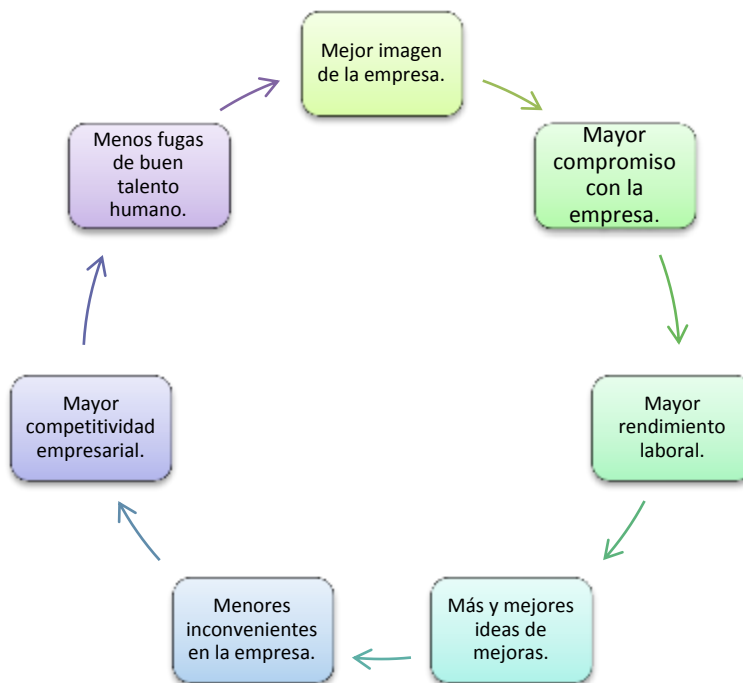 Mejor imagen
de la empresa.
Mayor
compromiso
con la
empresa.
Mayor
rendimiento
laboral.
Más y mejores
ideas de
mejoras.
Menores
inconvenientes
en la empresa.
Mayor
competitividad
empresarial.
Menos fugas
de buen
talento
humano.